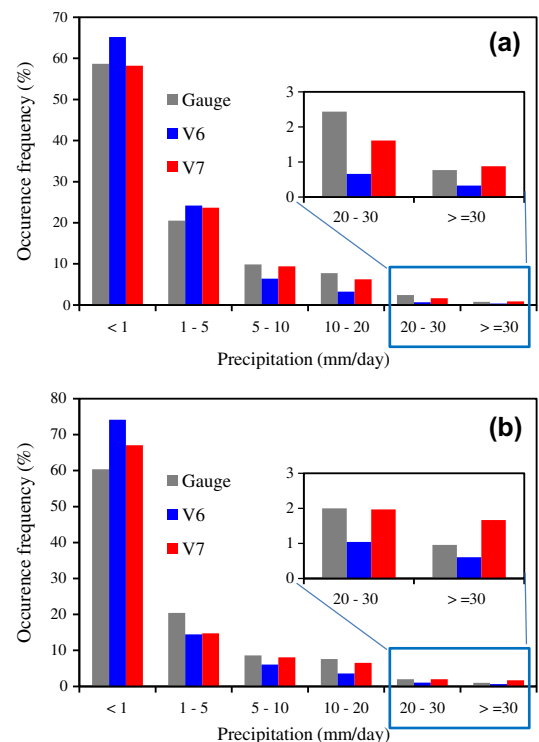 70
60
50
40
30
20
10
0
Occurence frequency (%)
(a)
Gauge
V6
V7
3
2
1
0
20 - 30
> =30
< 1
1 - 5
5 - 10
10 - 20
20 - 30
> =30
Precipitation (mm/day)
80
70
60
50
40
30
20
10
0
Occurence frequency (%)
(b)
Gauge
V6
V7
3
2
1
0
20 - 30
> =30
< 1
1 - 5
5 - 10
10 - 20
20 - 30
> =30
Precipitation (mm/day)